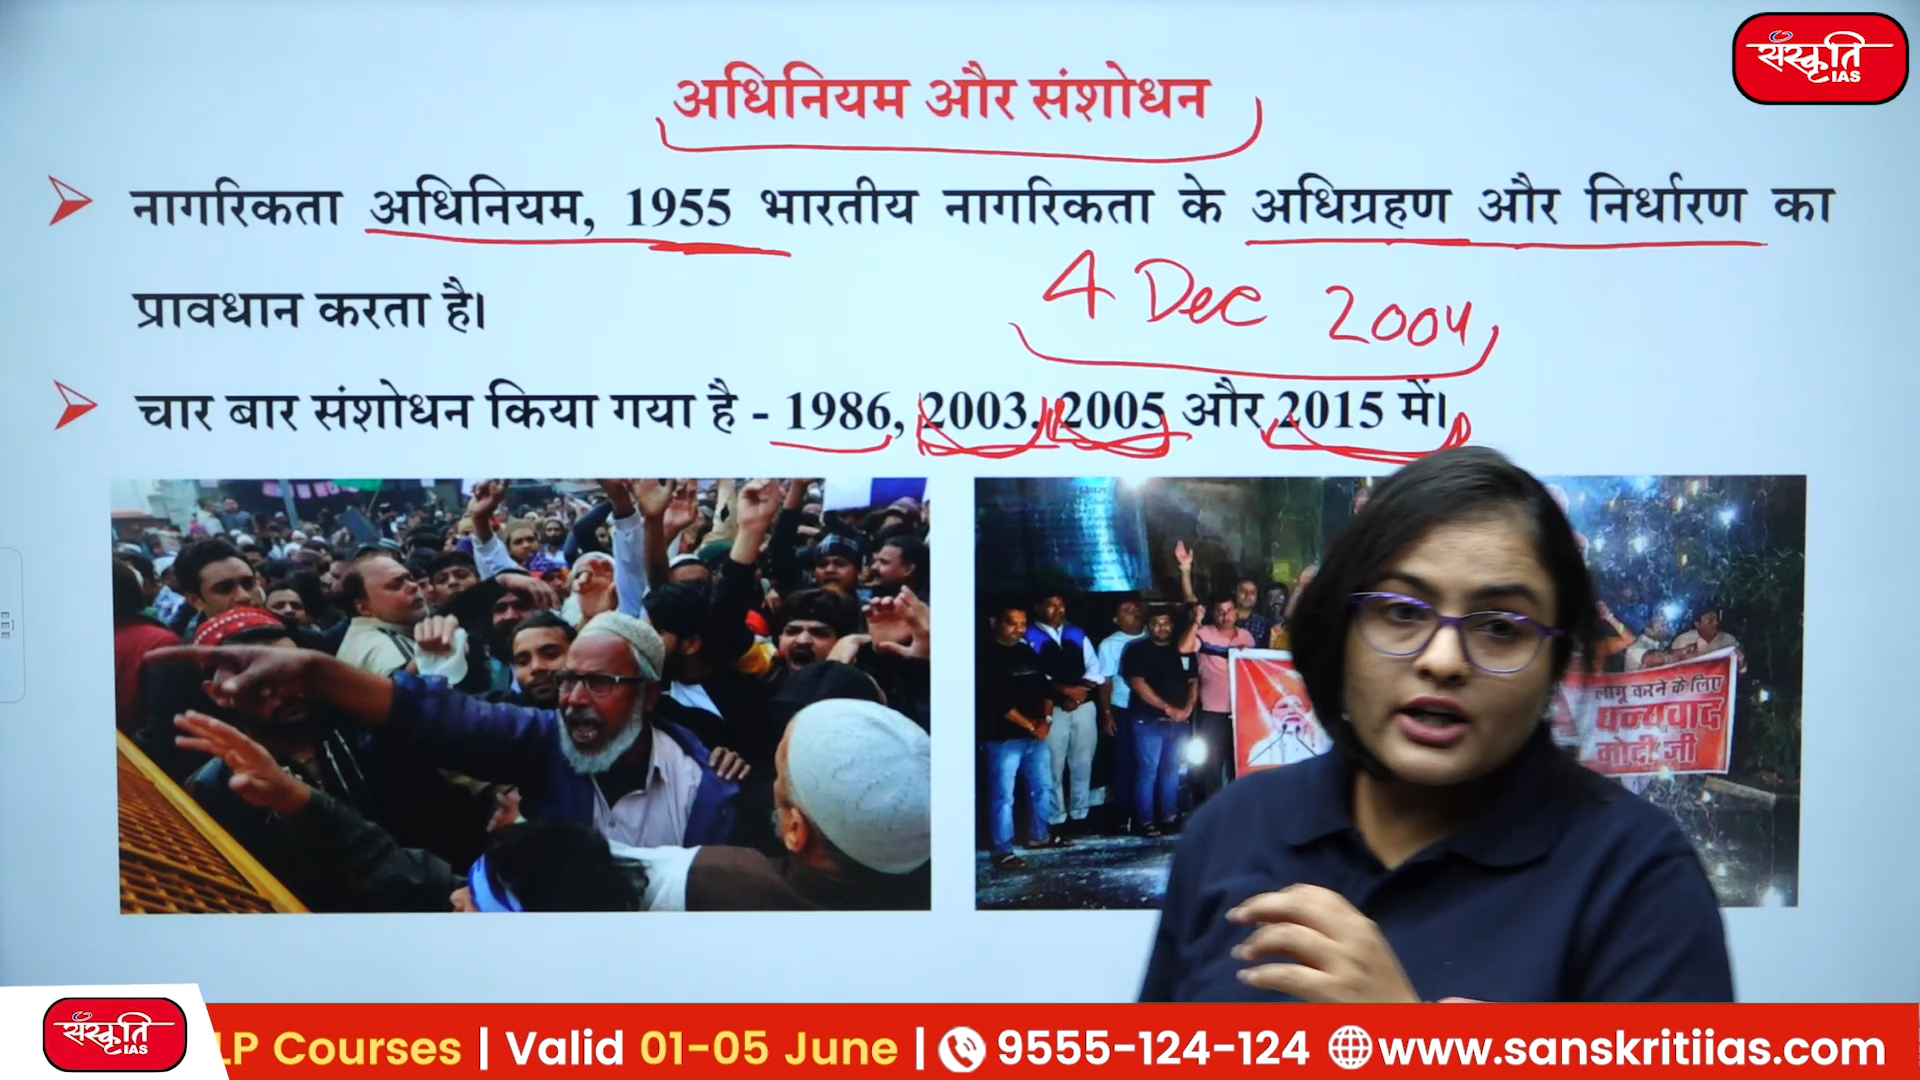 संस्कृति
IAS
अधिनियम और संशोधन
नागरिकता अधिनियम, 1955 भारतीय नागरिकता के अधिग्रहण और निर्धारण का
प्रावधान करता है।
4 Dec 2004
चार बार संशोधन किया गया है - 1986, 2003, 2005 और 2015 में।
लागू करने के लिए
धन्यवाद
मोदी जी
संस्कृति
IAS
LP Courses | Valid 01-05 June | 9555-124-124 www.sanskritiias.com